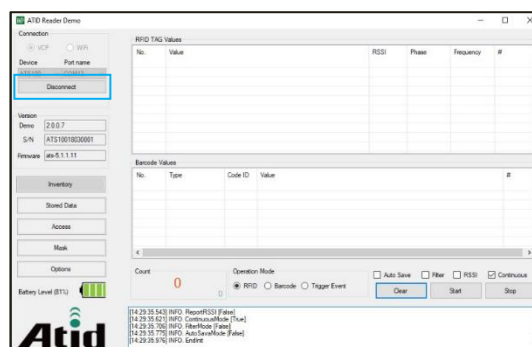 ATID Reader Demo
Connection
VCP WiFi
Device Port name
ATS100
Disconnect
Version
Demo 2.0.0.7
S/N ATS10018030001
Firmware atx-5.1.1.11
Inventory
Stored Data
Access
Mask
Options
Battery Level (81%)
Atid
RFID TAG Values
No. Value RSSI Phase Frequency #
Barcode Values
No. Type Code ID Value #
Count
0
D
Operation Mode
RFID Barcode Trigger Event
Auto Save Filter RSSI Continuous
Clear Start Stop
[14:29:35.543] INFO. ReportRSSI [False]
[14:29:35.621] INFO. ContinuousMode [True]
[14:29:35.706] INFO. FilterMode [False]
[14:29:35.775] INFO. AutoSaveMode [False]
[14:29:35.976] INFO. EndInit